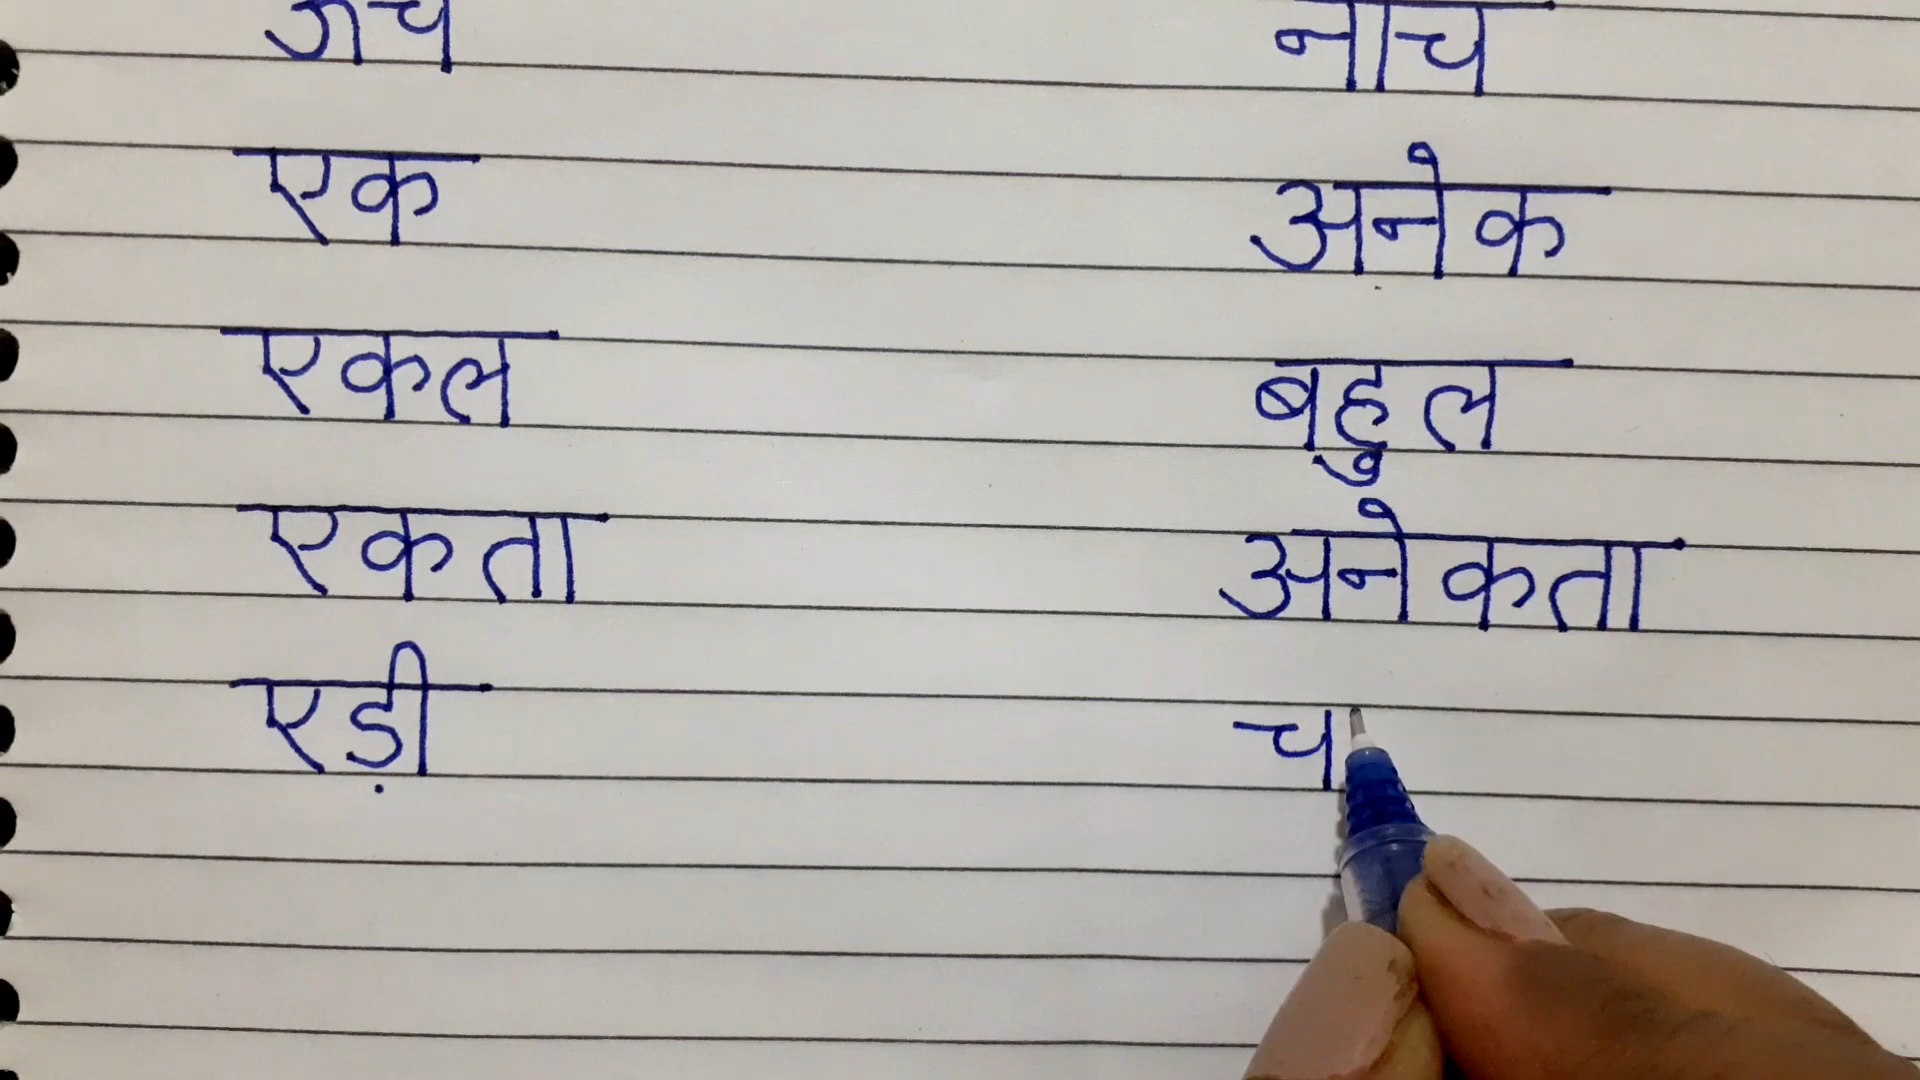 नाच
एक अनेक
एकल बहुल
एकता अनेकता
एड़ी च